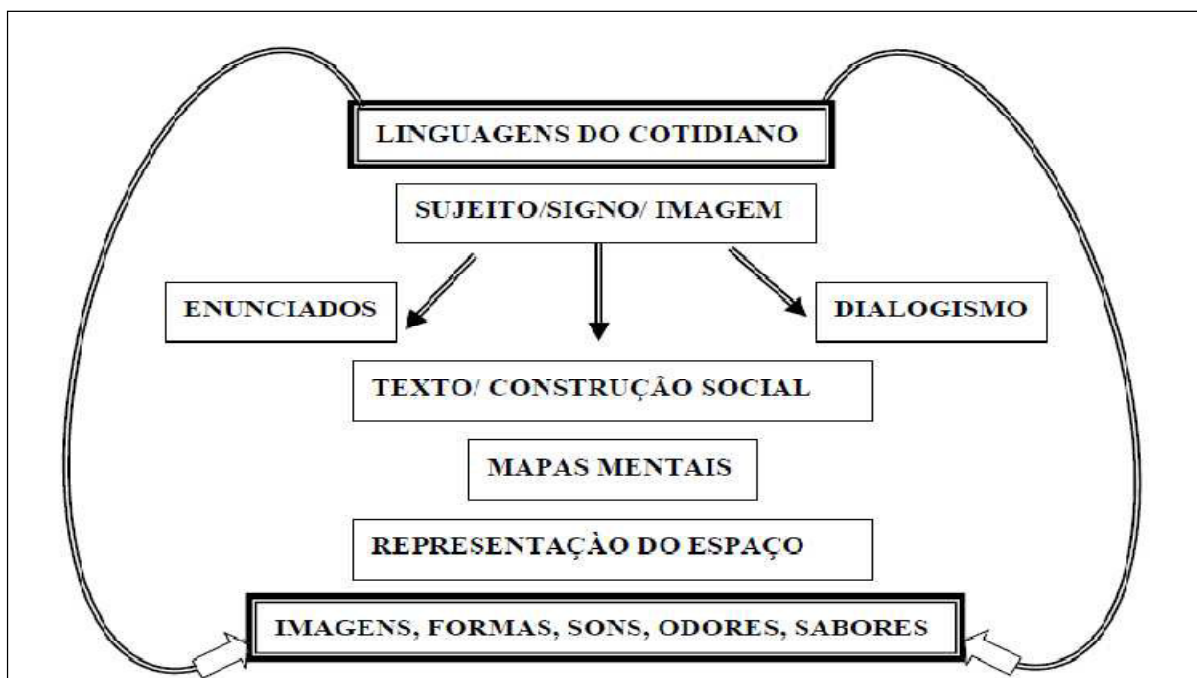 LINGUAGENS DO COTIDIANO
SUJEITO/SIGNO/ IMAGEM
ENUNCIADOS
DIALOGISMO
TEXTO/ CONSTRUÇÃO SOCIAL
MAPAS MENTAIS
REPRESENTAÇÀO DO ESPAÇO
IMAGENS, FORMAS, SONS, ODORES, SABORES